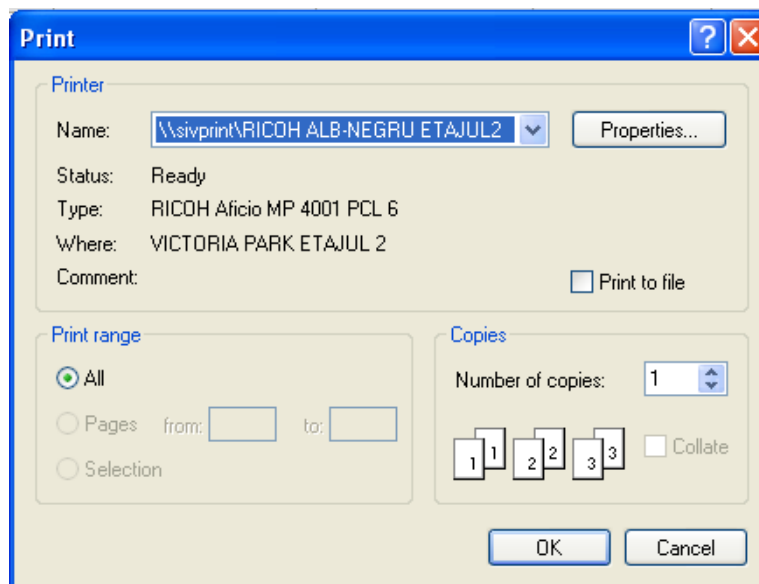 Print
Printer
Name: \\sivprint\RICOH ALB-NEGRU ETAJUL2 Properties...
Status: Ready
Type: RICOH Aficio MP 4001 PCL 6
Where: VICTORIA PARK ETAJUL 2
Comment: Print to file
Print range
All
Pages from: to:
Selection
Copies
Number of copies: 1
1 1 2 2 3 3 Collate
OK Cancel